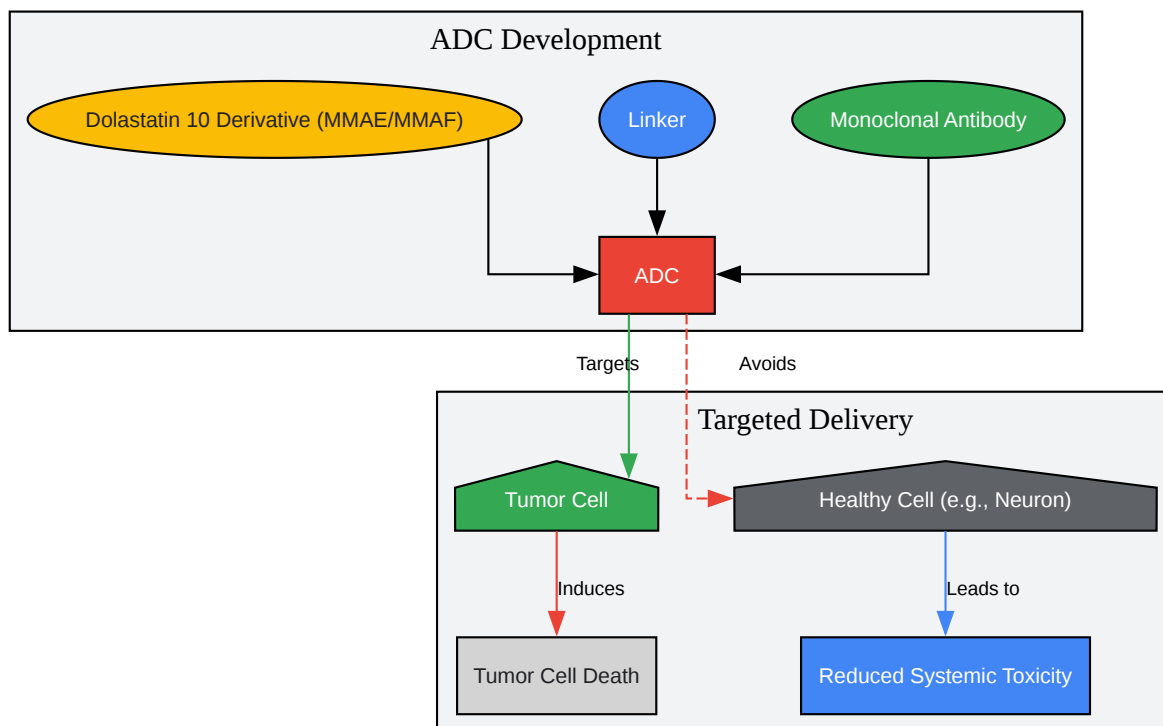 ADC Development
Dolastatin 10 Derivative (MMAE/MMAF)
Linker
Monoclonal Antibody
ADC
Targets
Avoids
Targeted Delivery
Tumor Cell
Healthy Cell (e.g., Neuron)
Induces
Leads to
Tumor Cell Death
Reduced Systemic Toxicity